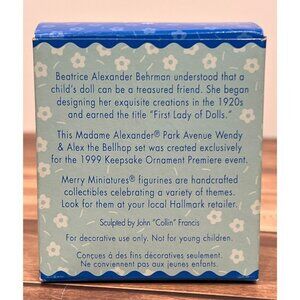 Beatrice Alexander Behrman understood that a
child's doll can be a treasured friend. She began
designing her exquisite creations in the 1920s
and earned the title "First Lady of Dolls."
This Madame Alexander® Park Avenue Wendy
& Alex the Bellhop set was created exclusively
for the 1999 Keepsake Ornament Premiere event.
Merry Miniatures® figurines are handcrafted
collectibles celebrating a variety of themes.
Look for them at your local Hallmark retailer.
Sculpted by John "Collin" Francis
For decorative use only. Not for young children.
Conçues à des fins décoratives seulement.
Ne conviennent pas aux jeunes enfants.